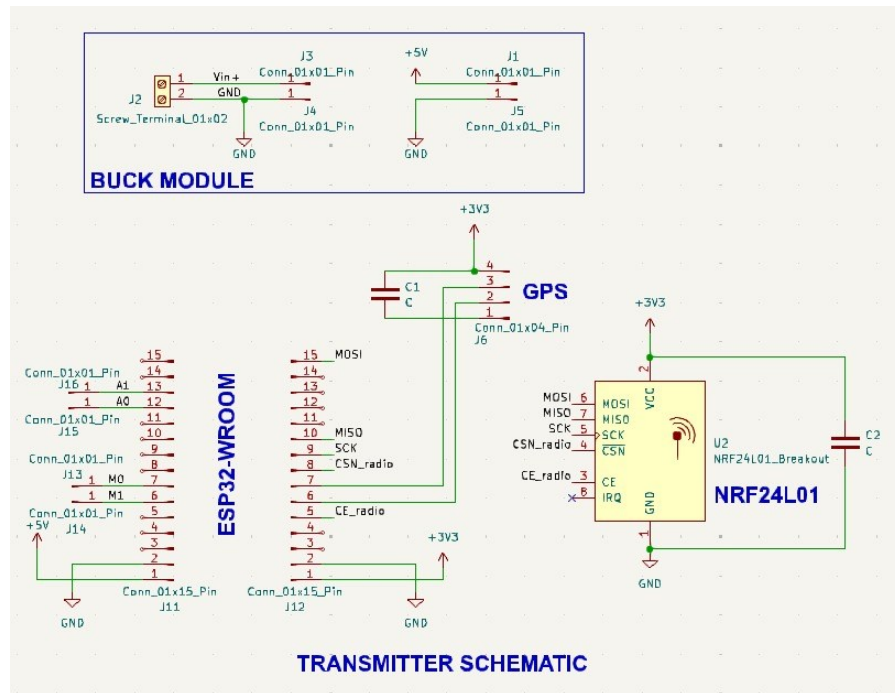 +5V
J3
J1
Conn_01x01_Pin
Conn_01x01_Pin
1 Vin+ 1
1
2 GND 1
1
J2
J4
J5
Screw_Terminal_01x02
Conn_01x01_Pin
Conn_01x01_Pin
GND
GND
BUCK MODULE
+3V3
4
3
2
1
C1
C
GPS
Conn_01x04_Pin
J6
Conn_01x01_Pin
J16
1 A1
1 A0
Conn_01x01_Pin
J15
Conn_01x01_Pin
J13
1 M0
1 M1
Conn_01x01_Pin
J14
+5V
15
14
13
12
11
10
9
8
7
6
5
4
3
2
1
Conn_01x15_Pin
J11
GND
ESP32-WROOM
15 MOSI
14
13
12
11
10 MISO
9 SCK
8 CSN_radio
7
6
5 CE_radio
4
3
2
1
+3V3
Conn_01x15_Pin
J12
GND
+3V3
2
VCC
MOSI 6 MOSI
MISO 7 MISO
SCK 5 SCK
CSN_radio 4 CSN
CE_radio 3 CE
8 IRQ
GND
1
U2
NRF24L01_Breakout
NRF24L01
C2
C
GND
TRANSMITTER SCHEMATIC